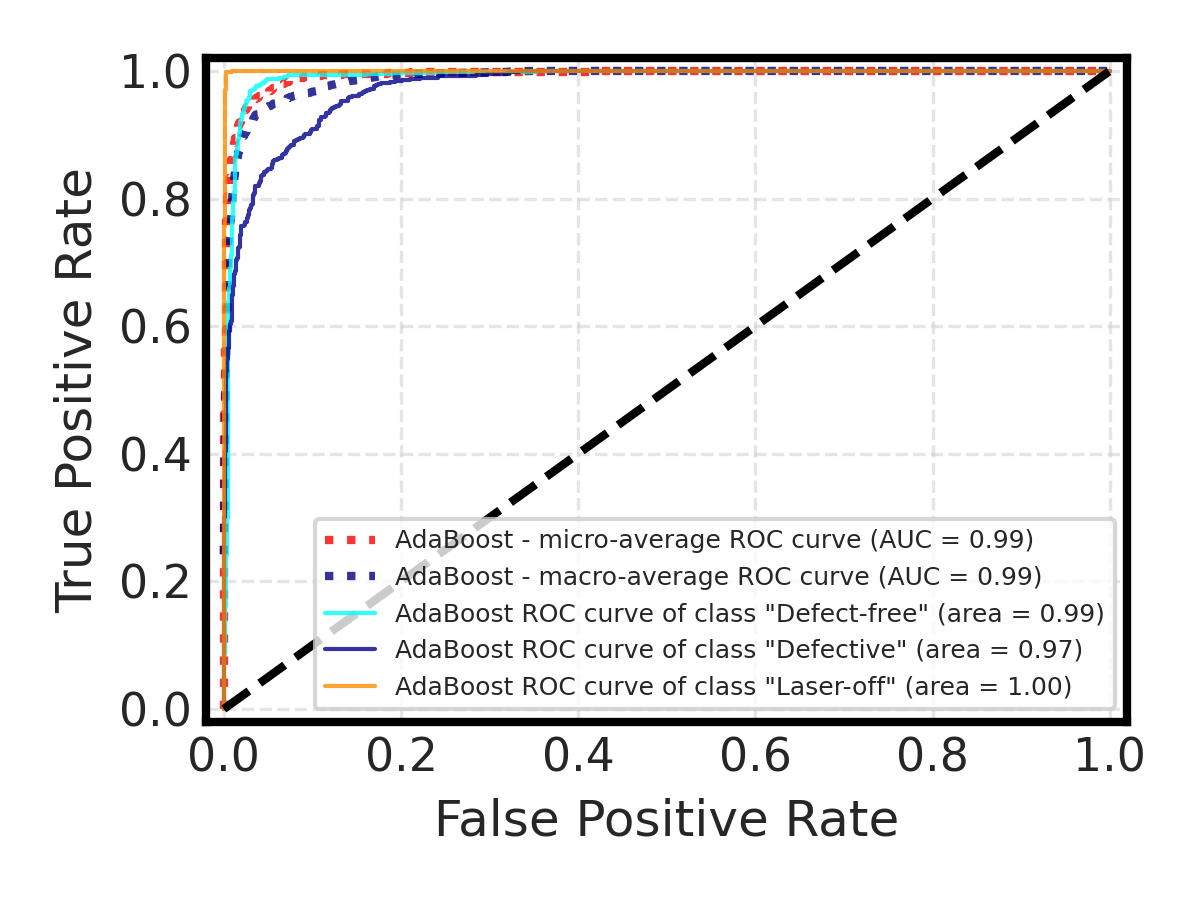 1.0
0.8
0.6
0.4
0.2
0.0
True Positive Rate
AdaBoost - micro-average ROC curve (AUC = 0.99)
AdaBoost - macro-average ROC curve (AUC = 0.99)
AdaBoost ROC curve of class "Defect-free" (area = 0.99)
AdaBoost ROC curve of class "Defective" (area = 0.97)
AdaBoost ROC curve of class "Laser-off" (area = 1.00)
0.0 0.2 0.4 0.6 0.8 1.0
False Positive Rate